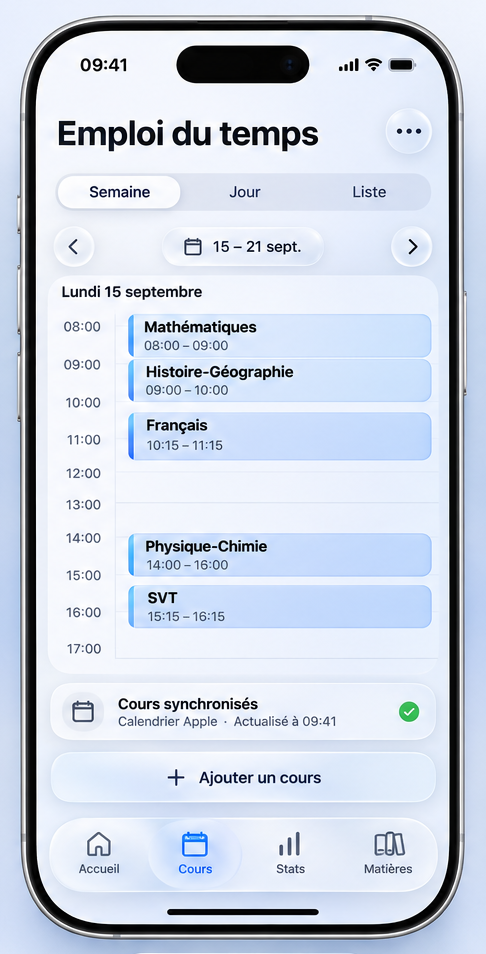 09:41
Emploi du temps
Semaine Jour Liste
15 – 21 sept.
Lundi 15 septembre
08:00
Mathématiques
08:00 – 09:00
09:00
Histoire-Géographie
09:00 – 10:00
10:00
Français
10:15 – 11:15
11:00
12:00
13:00
14:00
Physique-Chimie
14:00 – 16:00
15:00
SVT
15:15 – 16:15
16:00
17:00
Cours synchronisés
Calendrier Apple · Actualisé à 09:41
+ Ajouter un cours
Accueil Cours Stats Matières